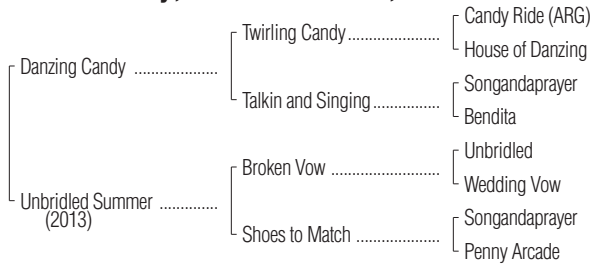 Candy Ride (ARG)
Twirling Candy .....................
House of Danzing
Danzing Candy ...................
Songandaprayer
Talkin and Singing ................
Bendita
Unbridled
Broken Vow .........................
Wedding Vow
Unbridled Summer .............
(2013)
Songandaprayer
Shoes to Match ...................
Penny Arcade